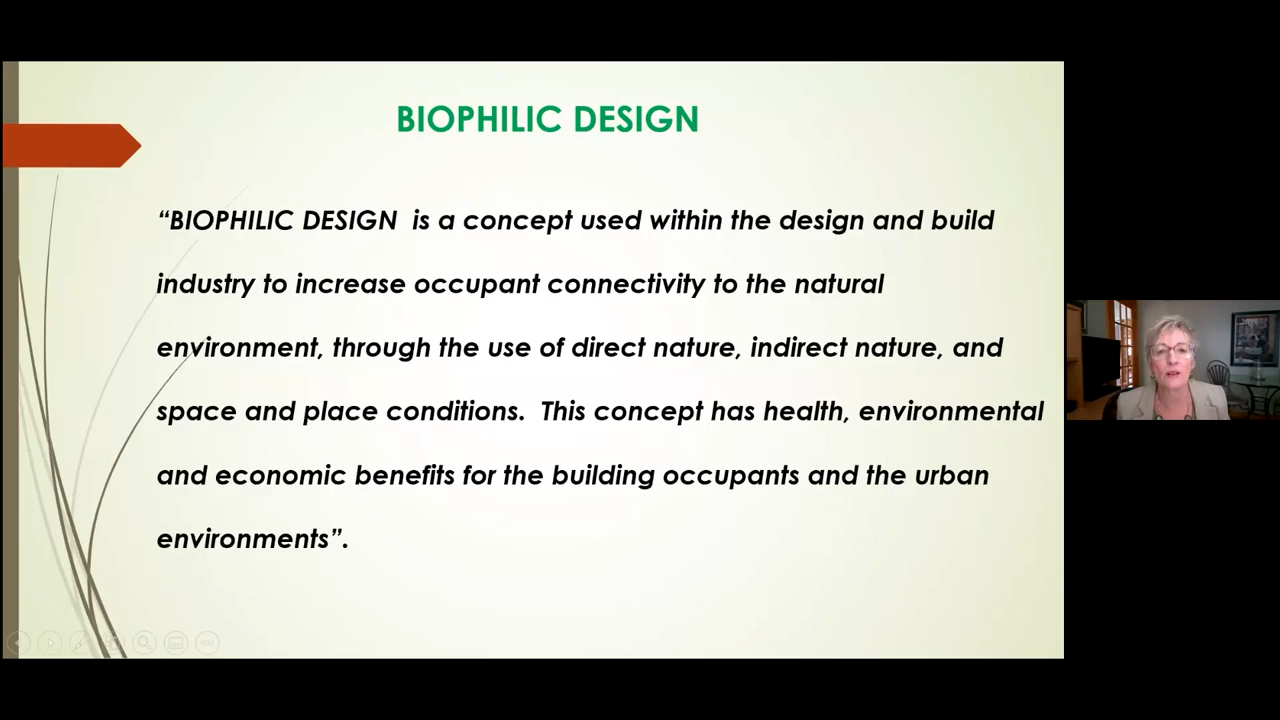 BIOPHILIC DESIGN
“BIOPHILIC DESIGN is a concept used within the design and build
industry to increase occupant connectivity to the natural
environment, through the use of direct nature, indirect nature, and
space and place conditions. This concept has health, environmental
and economic benefits for the building occupants and the urban
environments”.